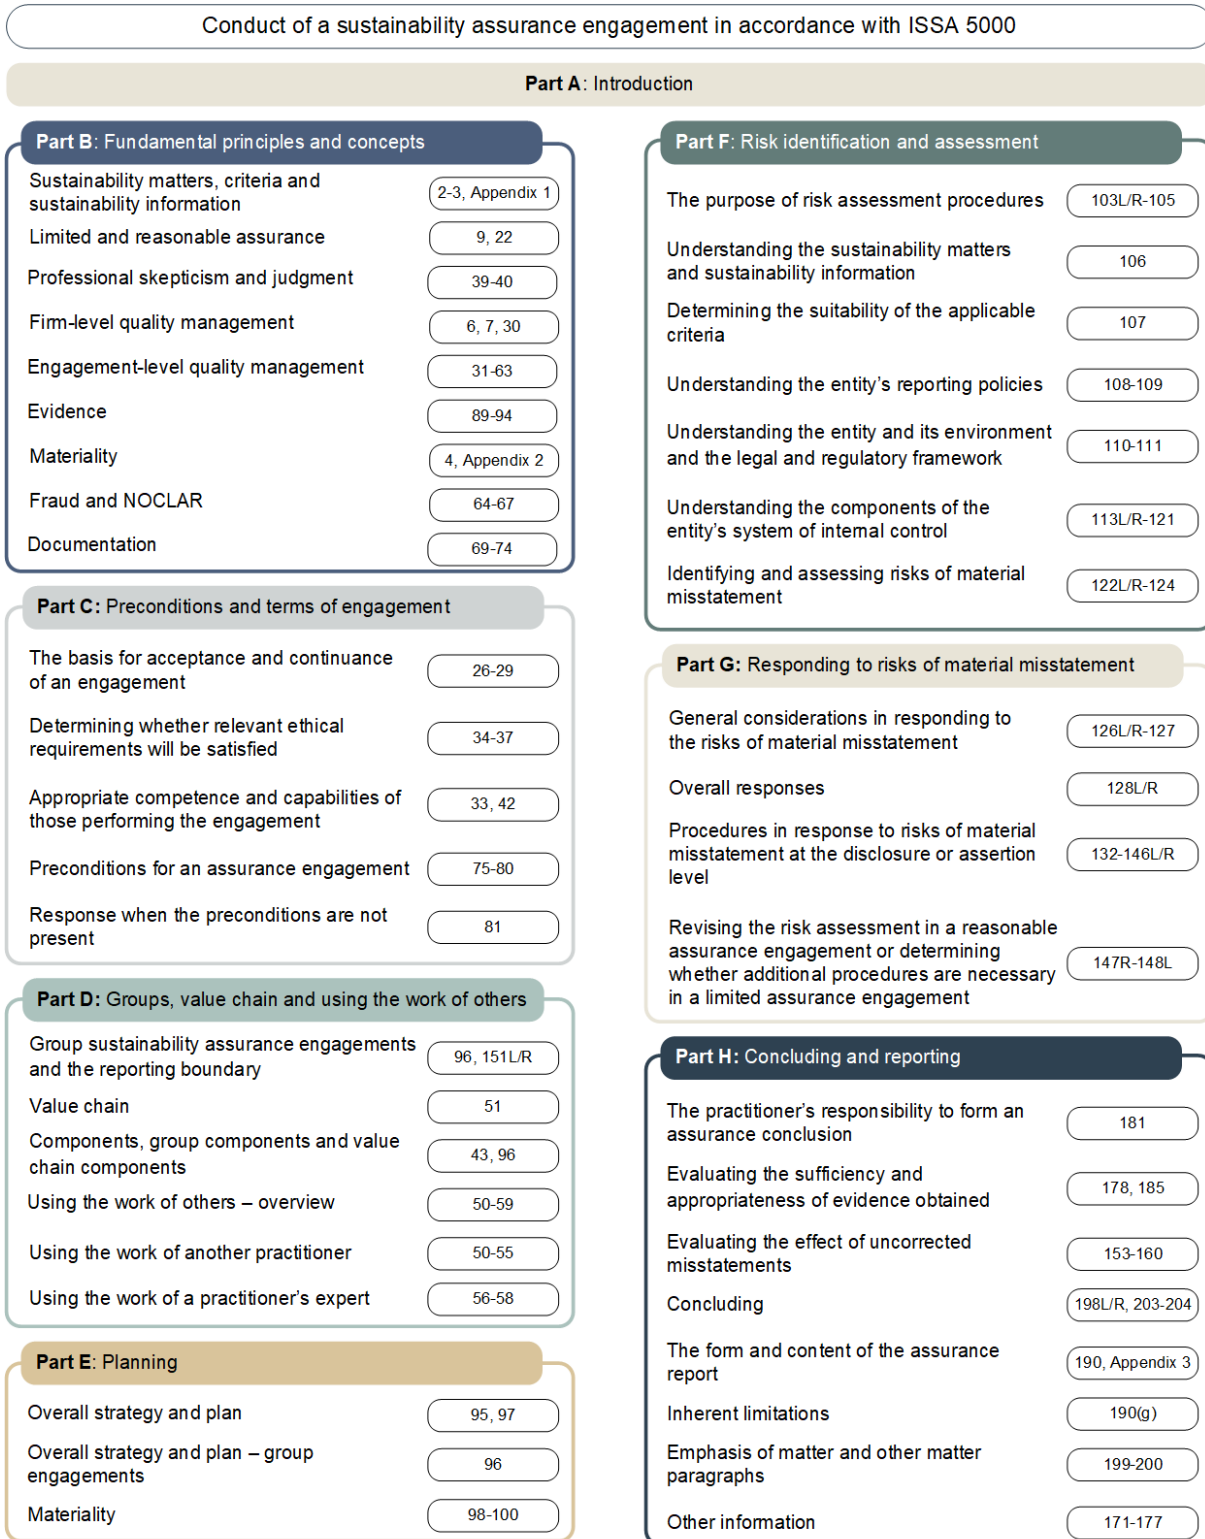 Conduct of a sustainability assurance engagement in accordance with ISSA 5000
Part A: Introduction
Part B: Fundamental principles and concepts
Sustainability matters, criteria and
sustainability information
2-3, Appendix 1
Limited and reasonable assurance
9, 22
Professional skepticism and judgment
39-40
Firm-level quality management
6, 7, 30
Engagement-level quality management
31-63
Evidence
89-94
Materiality
4, Appendix 2
Fraud and NOCLAR
64-67
Documentation
69-74
Part C: Preconditions and terms of engagement
The basis for acceptance and continuance
of an engagement
26-29
Determining whether relevant ethical
requirements will be satisfied
34-37
Appropriate competence and capabilities of
those performing the engagement
33, 42
Preconditions for an assurance engagement
75-80
Response when the preconditions are not
present
81
Part D: Groups, value chain and using the work of others
Group sustainability assurance engagements
and the reporting boundary
96, 151L/R
Value chain
51
Components, group components and value
chain components
43, 96
Using the work of others – overview
50-59
Using the work of another practitioner
50-55
Using the work of a practitioner's expert
56-58
Part E: Planning
Overall strategy and plan
95, 97
Overall strategy and plan – group
engagements
96
Materiality
98-100
Part F: Risk identification and assessment
The purpose of risk assessment procedures
103L/R-105
Understanding the sustainability matters
and sustainability information
106
Determining the suitability of the applicable
criteria
107
Understanding the entity's reporting policies
108-109
Understanding the entity and its environment
and the legal and regulatory framework
110-111
Understanding the components of the
entity's system of internal control
113L/R-121
Identifying and assessing risks of material
misstatement
122L/R-124
Part G: Responding to risks of material misstatement
General considerations in responding to
the risks of material misstatement
126L/R-127
Overall responses
128L/R
Procedures in response to risks of material
misstatement at the disclosure or assertion
level
132-146L/R
Revising the risk assessment in a reasonable
assurance engagement or determining
whether additional procedures are necessary
in a limited assurance engagement
147R-148L
Part H: Concluding and reporting
The practitioner's responsibility to form an
assurance conclusion
181
Evaluating the sufficiency and
appropriateness of evidence obtained
178, 185
Evaluating the effect of uncorrected
misstatements
153-160
Concluding
198L/R, 203-204
The form and content of the assurance
report
190, Appendix 3
Inherent limitations
190(g)
Emphasis of matter and other matter
paragraphs
199-200
Other information
171-177